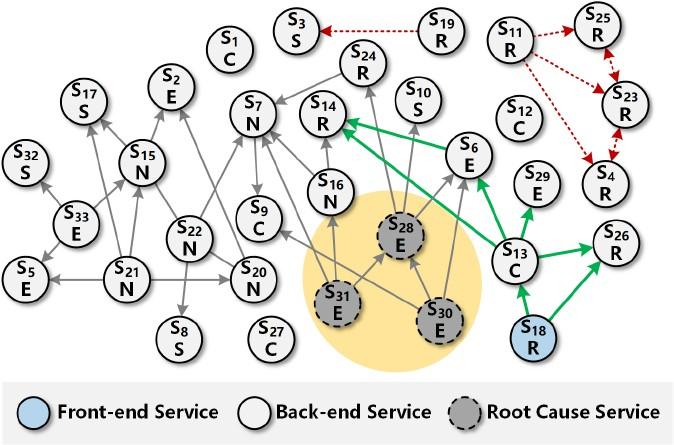 S3
S
S19
R
S11
R
S25
R
S1
C
S24
R
S2
E
S17
S
S7
N
S14
R
S10
S
S12
C
S23
R
S32
S
S15
N
S6
E
S29
E
S4
R
S16
N
S33
E
S22
N
S9
C
S28
E
S13
C
S26
R
S5
E
S21
N
S20
N
S31
E
S30
E
S8
S
S27
C
S18
R
Front-end Service
Back-end Service
Root Cause Service